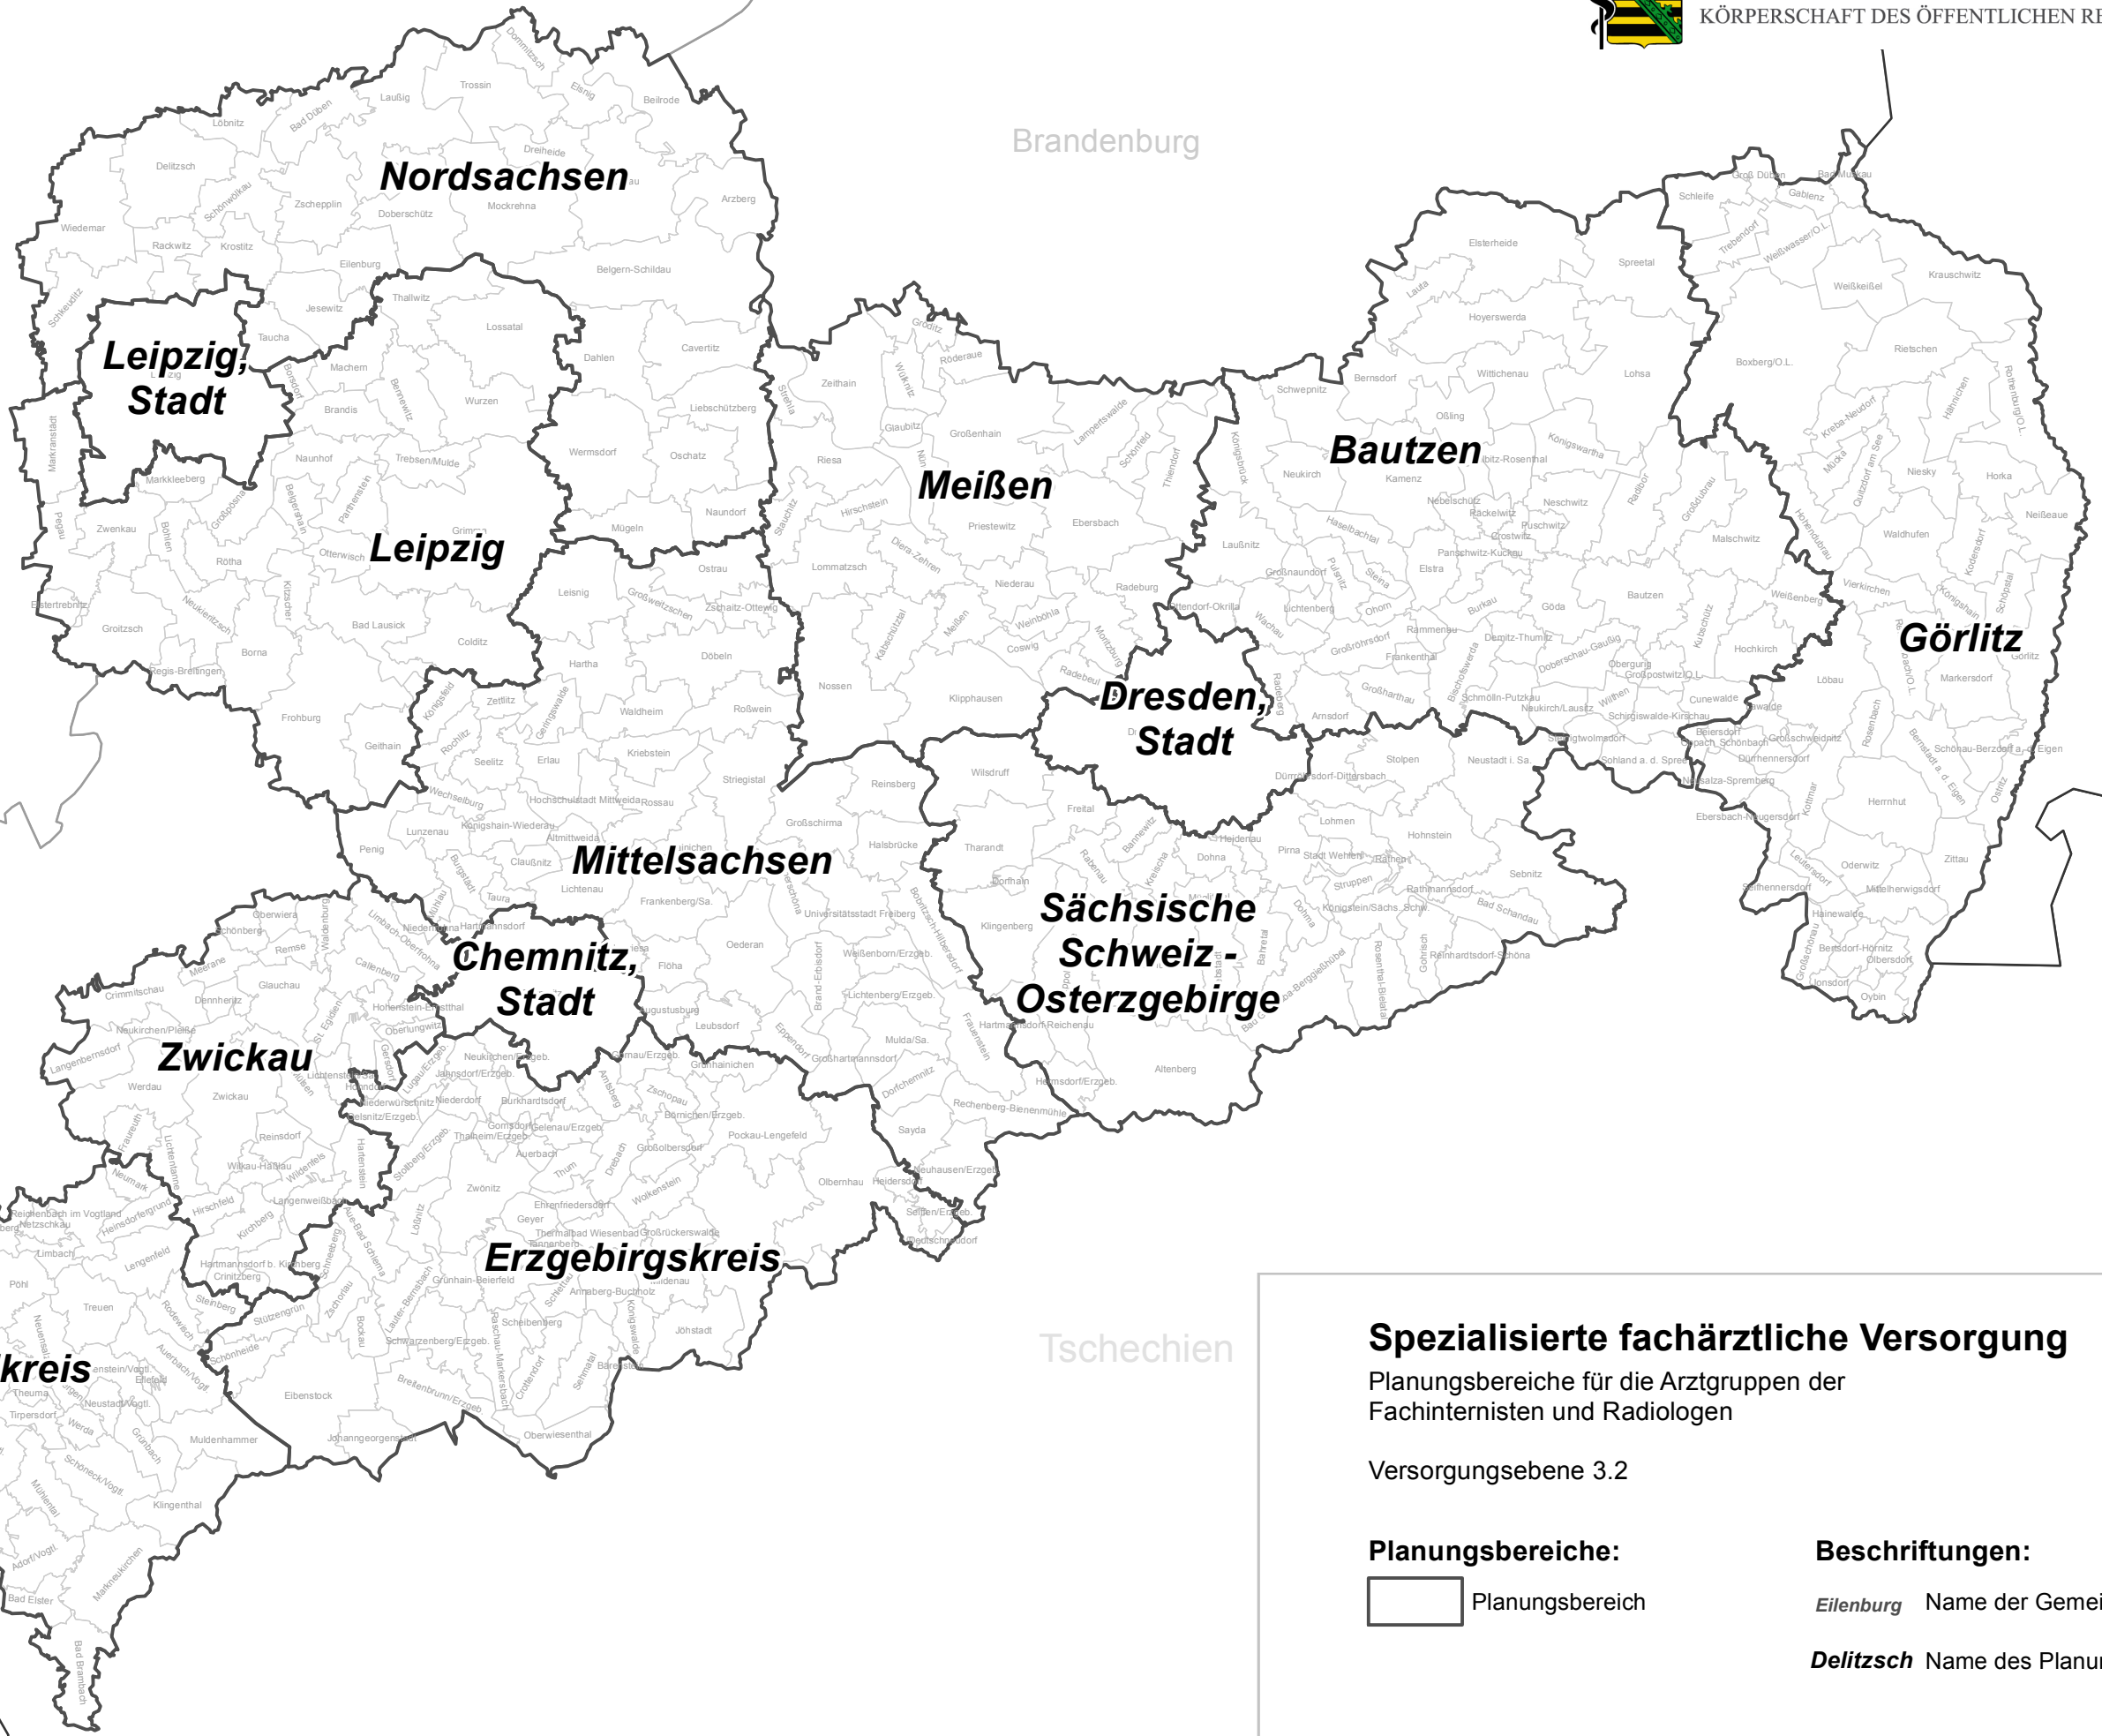 KÖRPERSCHAFT DES ÖFFENTLICHEN RE
Brandenburg
Nordsachsen
Dommitzsch
Trossin
Elsnig
Beilrode
Laußig
Bad Düben
Löbnitz
Dreiheide
Delitzsch
Schönwölkau
Zschepplin
Doberschütz
Mockrehna
Arzberg
Wiedemar
Rackwitz
Krostitz
Eilenburg
Belgern-Schildau
Schkeuditz
Jesewitz
Taucha
Cavertitz
Dahlen
Liebschützberg
Wermsdorf
Oschatz
Naundorf
Mügeln
Leipzig,
Stadt
Leipzig
Thallwitz
Lossatal
Machern
Borsdorf
Brandis
Bennewitz
Wurzen
Markranstädt
Naunhof
Trebsen/Mulde
Markkleeberg
Großposna
Belgershain
Parthenstein
Pegau
Zwenkau
Böhlen
Rötha
Otterwisch
Kitzscher
Elstertrebnitz
Groitzsch
Neukieritzsch
Bad Lausick
Colditz
Borna
Regis-Breitingen
Frohburg
Geithain
Meißen
Gröditz
Röderaue
Wülknitz
Zeithain
Strehla
Glaubitz
Großenhain
Lampertswalde
Schönfeld
Thiendorf
Riesa
Stauchitz
Hirschstein
Priestewitz
Ebersbach
Diera-Zehren
Lommatzsch
Niederau
Radeburg
Käbschütztal
Meißen
Weinböhla
Coswig
Moritzburg
Radebeul
Nossen
Klipphausen
Bautzen
Elsterheide
Spreetal
Lauta
Hoyerswerda
Bernsdorf
Wittichenau
Lohsa
Schwepnitz
Oßling
Königswartha
Königsbrück
Neukirch
Kamenz
Nebelschütz
Räckelwitz
Neschwitz
Puschwitz
Crostwitz
Radibor
Großdubrau
Malschwitz
Haselbachtal
Laußnitz
Panschwitz-Kuckau
Elstra
Großnaundorf
Pulsnitz
Steina
Ohorn
Lichtenberg
Ottendorf-Okrilla
Wachau
Burkau
Göda
Bautzen
Weißenberg
Kubschütz
Hochkirch
Großröhrsdorf
Rammenau
Frankenthal
Demitz-Thumitz
Doberschau-Gaußig
Obergurig
Großpostwitz/O.L.
Bischofswerda
Radeberg
Großharthau
Arnsdorf
Schmölln-Putzkau
Neukirch/Lausitz
Wilthen
Schirgiswalde-Kirschau
Cunewalde
Steinigtwolmsdorf
Sohland a. d. Spree
Görlitz
Schleife
Groß Düben
Gablenz
Bad Muskau
Trebendorf
Weißwasser/O.L.
Krauschwitz
Weißkeißel
Boxberg/O.L.
Rietschen
Rothenburg/O.L.
Hähnichen
Kreba-Neudorf
Mücka
Quitzdorf am See
Niesky
Horka
Neißeaue
Waldhufen
Kodersdorf
Hohendubrau
Vierkirchen
Königshain
Schöpstal
Görlitz
Löbau
Markersdorf
Rosenbach
Beiersdorf
Oppach
Schönbach
Großschweidnitz
Dürrhennersdorf
Neusalza-Spremberg
Kottmar
Schönau-Berzdorf a. d. Eigen
Bernstadt a. d. Eigen
Ostritz
Herrnhut
Ebersbach-Neugersdorf
Leutersdorf
Oderwitz
Zittau
Seifhennersdorf
Mittelherwigsdorf
Hainewalde
Großschönau
Bertsdorf-Hörnitz
Olbersdorf
Jonsdorf
Oybin
Dresden,
Stadt
Mittelsachsen
Ostrau
Leisnig
Großweitzschen
Zschaitz-Ottewig
Döbeln
Hartha
Königsfeld
Zettlitz
Geringswalde
Waldheim
Roßwein
Rochlitz
Seelitz
Erlau
Kriebstein
Striegistal
Reinsberg
Wechselburg
Hochschulstadt Mittweida
Rossau
Großschirma
Lunzenau
Königshain-Wiederau
Altmittweida
Halsbrücke
Penig
Claußnitz
Burgstädt
Taura
Lichtenau
Mühlau
Hartmannsdorf
Frankenberg/Sa.
Universitätsstadt Freiberg
Bobritzsch-Hilbersdorf
Oederan
Flöha
Weißenborn/Erzgeb.
Brand-Erbisdorf
Lichtenberg/Erzgeb.
Augustusburg
Leubsdorf
Eppendorf
Großhartmannsdorf
Mulda/Sa.
Frauenstein
Dorfchemnitz
Rechenberg-Bienenmühle
Sayda
Neuhausen/Erzgeb.
Sächsische
Schweiz -
Osterzgebirge
Wilsdruff
Freital
Tharandt
Rabenau
Bannewitz
Kreischa
Heidenau
Dohna
Pirna
Dorfhain
Klingenberg
Stolpen
Neustadt i. Sa.
Dürrröhrsdorf-Dittersbach
Lohmen
Hohnstein
Stadt Wehlen
Rathen
Struppen
Sebnitz
Rathmannsdorf
Bad Schandau
Königstein/Sächs. Schw.
Dohma
Bahretal
Rosenthal-Bielatal
Gohrisch
Reinhardtsdorf-Schöna
Hartmannsdorf-Reichenau
Hermsdorf/Erzgeb.
Altenberg
Chemnitz,
Stadt
Zwickau
Oberwiera
Schönberg
Waldenburg
Limbach-Oberfrohna
Niederfrohna
Remse
Meerane
Callenberg
Glauchau
Crimmitschau
Dennheritz
Hohenstein-Ernstthal
St. Egidien
Oberlungwitz
Gersdorf
Neukirchen/Pleiße
Langenbernsdorf
Werdau
Zwickau
Fraureuth
Lichtentanne
Reinsdorf
Wilkau-Haßlau
Wildenfels
Hartenstein
Langenweißbach
Hirschfeld
Kirchberg
Hartmannsdorf b. Kirchberg
Crinitzberg
Erzgebirgskreis
Neukirchen/Erzgeb.
Jahnsdorf/Erzgeb.
Lugau/Erzgeb.
Hohndorf
Niederwürschnitz
Niederdorf
Burkhardtsdorf
Oelsnitz/Erzgeb.
Gornau/Erzgeb.
Grünhainichen
Amtsberg
Zschopau
Börnichen/Erzgeb.
Gornsdorf
Gelenau/Erzgeb.
Thalheim/Erzgeb.
Auerbach
Stollberg/Erzgeb.
Thum
Drebach
Großolbersdorf
Pockau-Lengefeld
Zwönitz
Wolkenstein
Olbernhau
Heidersdorf
Seiffen/Erzgeb.
Deutschneudorf
Ehrenfriedersdorf
Geyer
Lößnitz
Aue-Bad Schlema
Schneeberg
Thermalbad Wiesenbad
Großrückerswalde
Tannenberg
Grünhain-Beierfeld
Annaberg-Buchholz
Lauter-Bernsbach
Zschorlau
Bockau
Schwarzenberg/Erzgeb.
Raschau-Markersbach
Scheibenberg
Königswalde
Jöhstadt
Crottendorf
Sehmatal
Bärenstein
Stützengrün
Schönheide
Eibenstock
Breitenbrunn/Erzgeb.
Johanngeorgenstadt
Oberwiesenthal
kreis
Neumark
Reichenbach im Vogtland
Netzschkau
Heinsdorfergrund
Limbach
Lengenfeld
Pöhl
Treuen
Rodewisch
Steinberg
Auerbach/Vogtl.
Ellefeld
Theuma
Neustadt/Vogtl.
Tirpersdorf
Werda
Grünbach
Muldenhammer
Schöneck/Vogtl.
Mühlental
Klingenthal
Adorf/Vogtl.
Markneukirchen
Bad Elster
Bad Brambach
Tschechien
Spezialisierte fachärztliche Versorgung
Planungsbereiche für die Arztgruppen der
Fachinternisten und Radiologen
Versorgungsebene 3.2
Planungsbereiche:
Planungsbereich
Beschriftungen:
Eilenburg Name der Gemei
Delitzsch Name des Planu